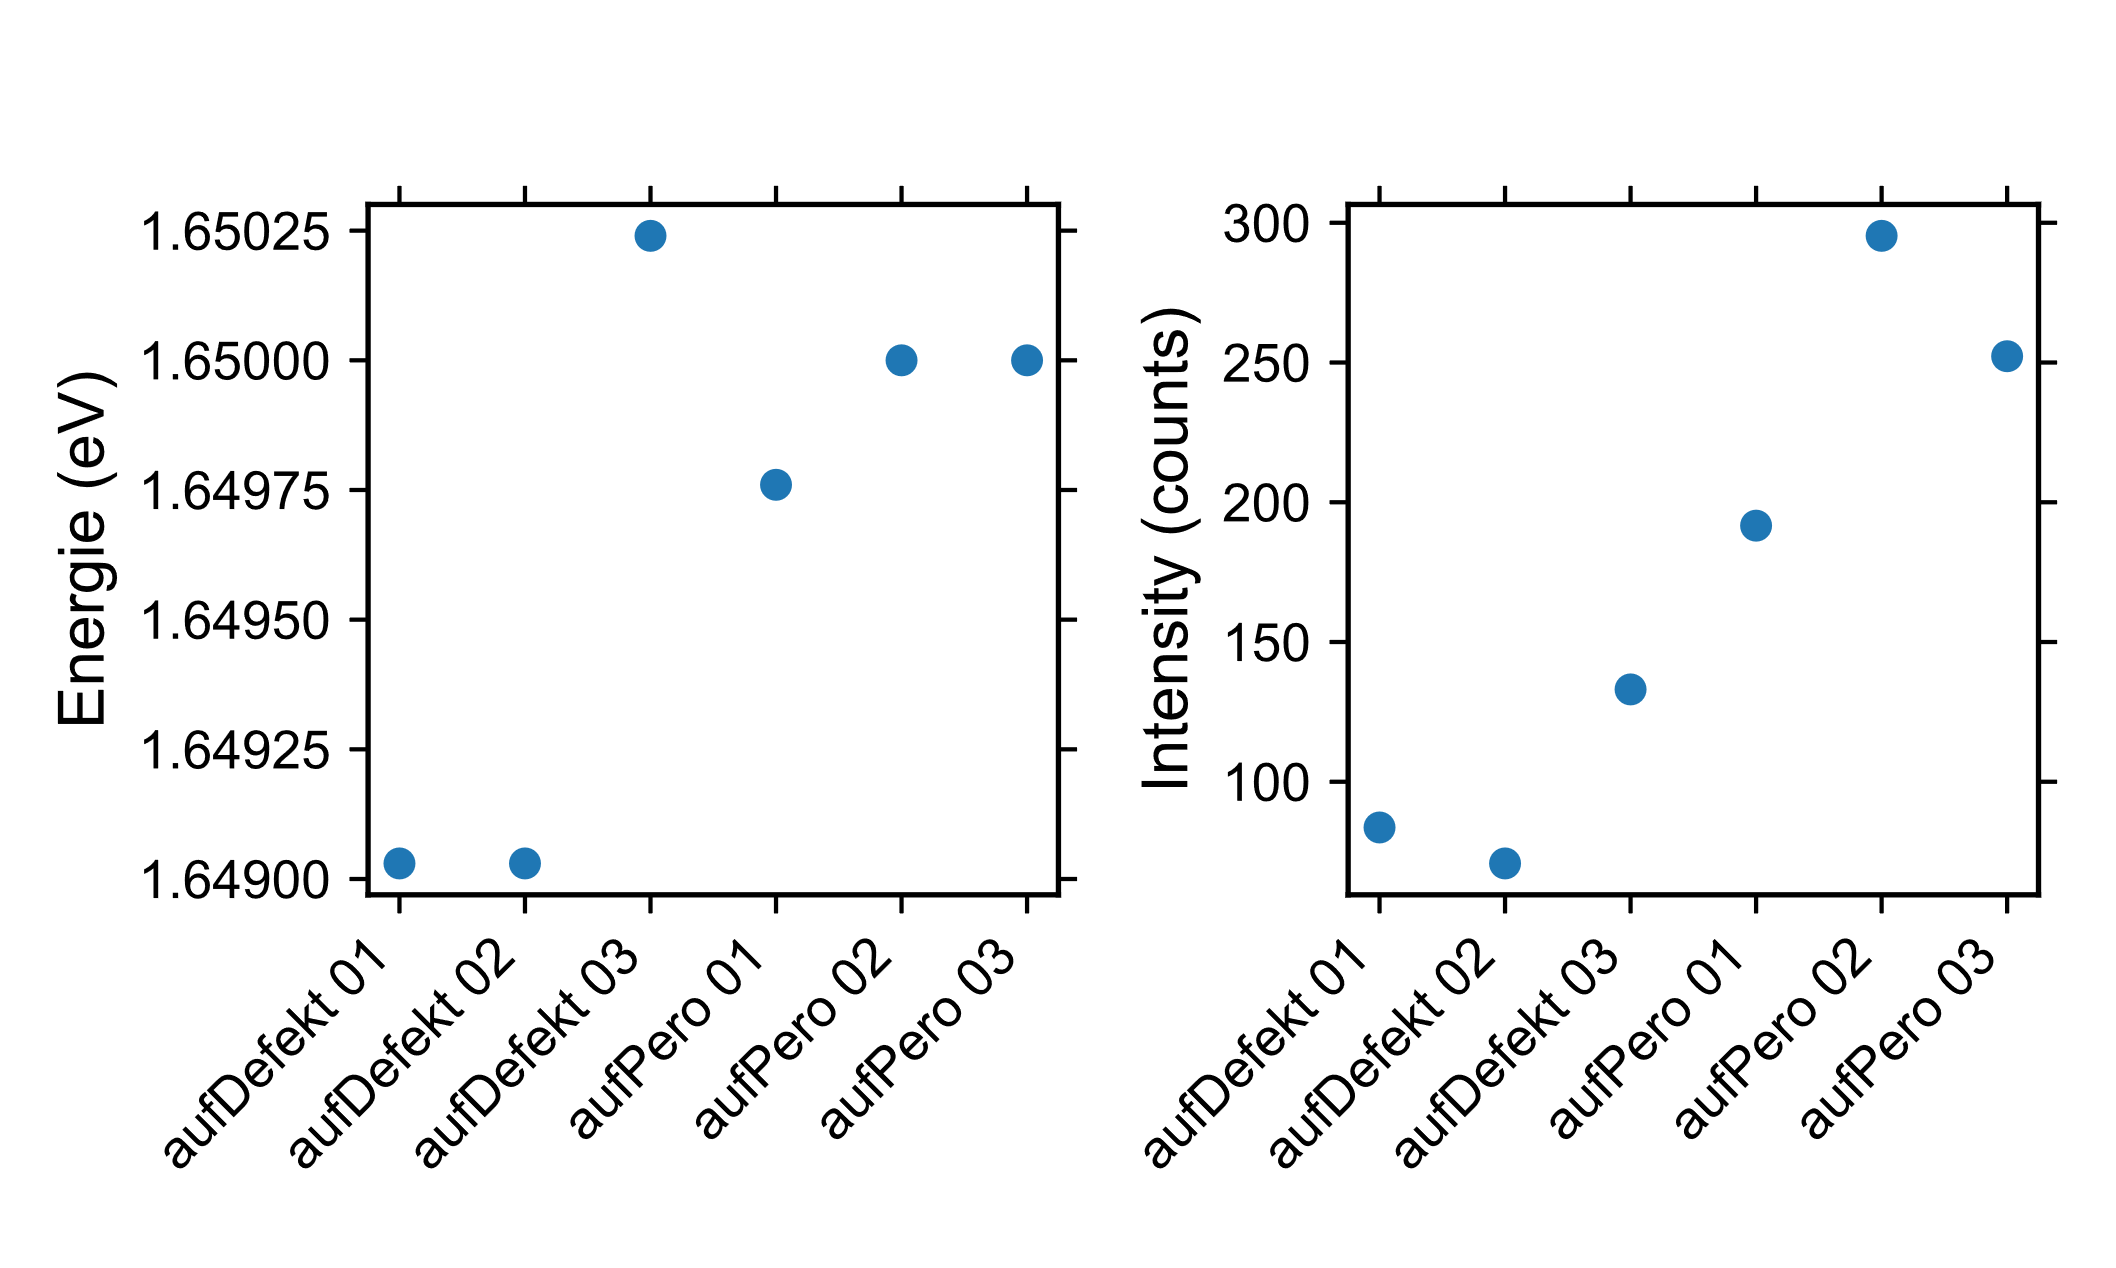 Energie (eV)
1.65025
1.65000
1.64975
1.64950
1.64925
1.64900
aufDefekt 01
aufDefekt 02
aufDefekt 03
aufPero 01
aufPero 02
aufPero 03
Intensity (counts)
300
250
200
150
100
aufDefekt 01
aufDefekt 02
aufDefekt 03
aufPero 01
aufPero 02
aufPero 03